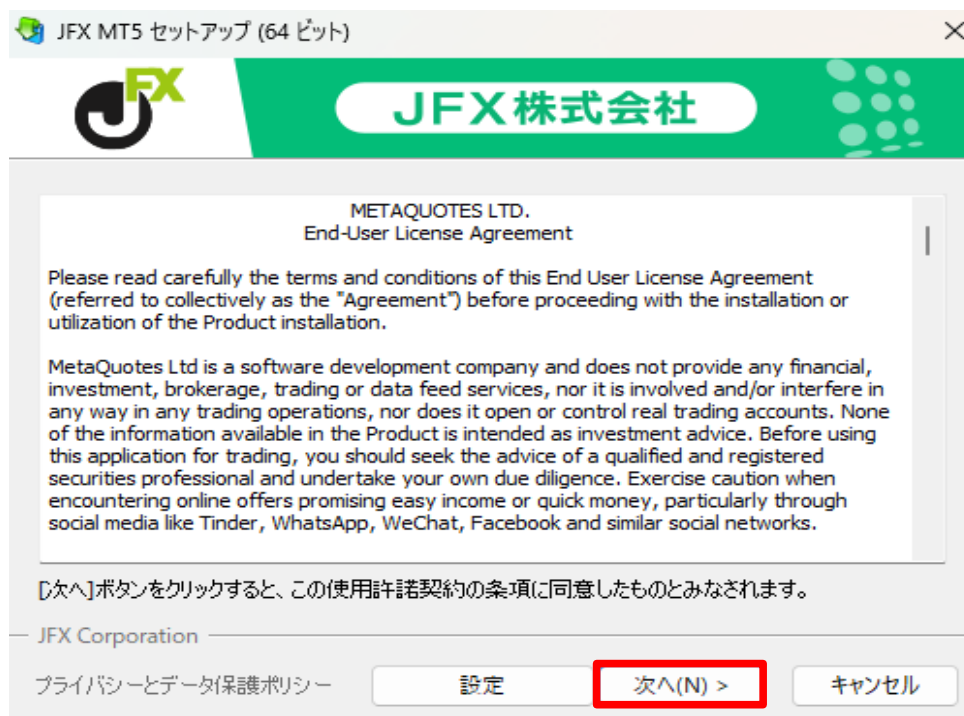 JFX MT5 セットアップ (64 ビット)
JFX
JFX株式会社
METAQUOTES LTD.
End-User License Agreement
Please read carefully the terms and conditions of this End User License Agreement
(referred to collectively as the "Agreement") before proceeding with the installation or
utilization of the Product installation.
MetaQuotes Ltd is a software development company and does not provide any financial,
investment, brokerage, trading or data feed services, nor it is involved and/or interfere in
any way in any trading operations, nor does it open or control real trading accounts. None
of the information available in the Product is intended as investment advice. Before using
this application for trading, you should seek the advice of a qualified and registered
securities professional and undertake your own due diligence. Exercise caution when
encountering online offers promising easy income or quick money, particularly through
social media like Tinder, WhatsApp, WeChat, Facebook and similar social networks.
[次へ]ボタンをクリックすると、この使用許諾契約の条項に同意したものとみなされます。
JFX Corporation
プライバシーとデータ保護ポリシー
設定
次へ(N) >
キャンセル